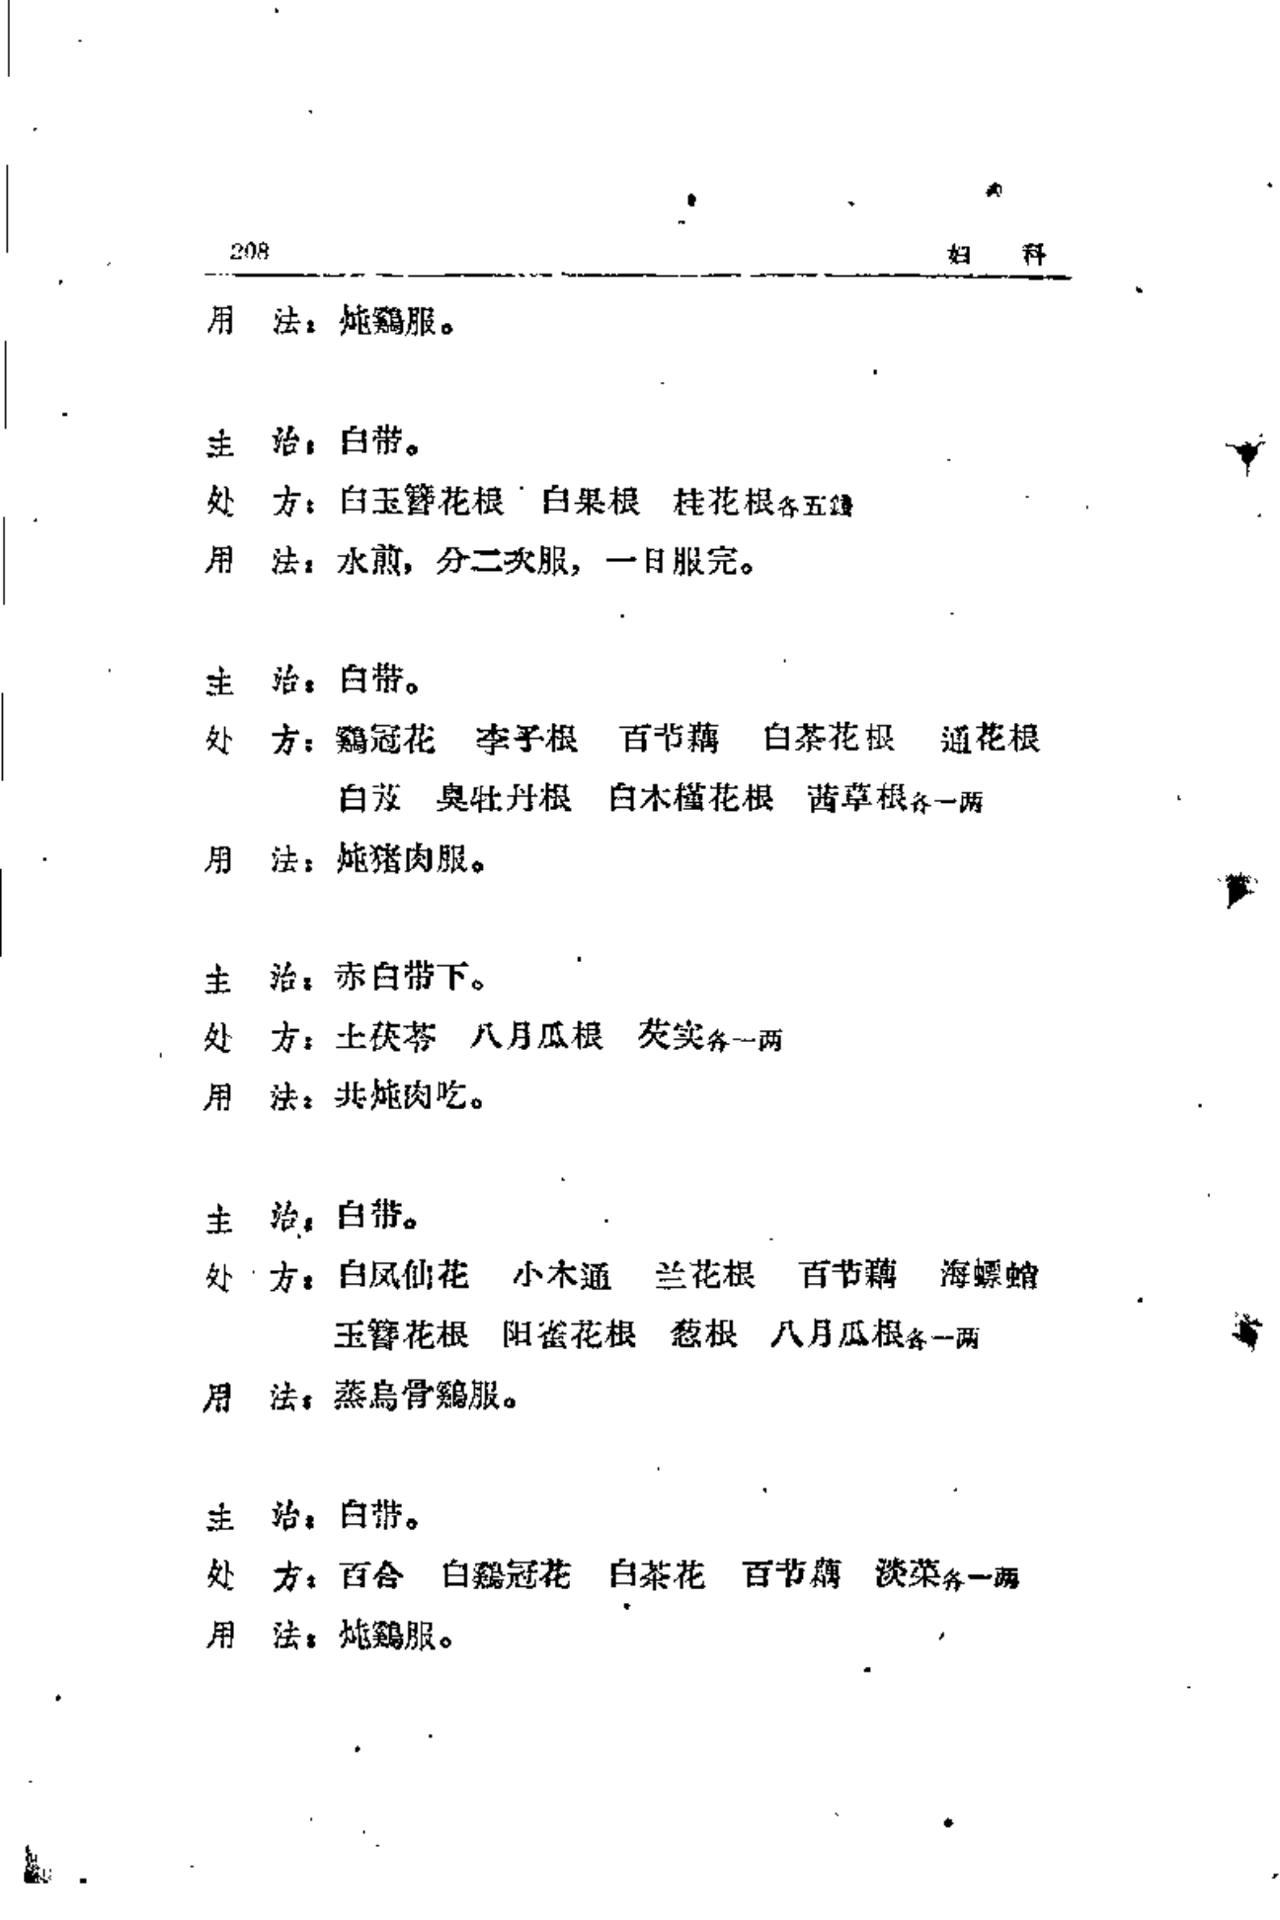 208 妇 科
用 法：炖鷄服。
主 治：白带。
处 方：白玉簪花根 白果根 桂花根各五錢
用 法：水煎，分二次服，一日服完。
主 治：白带。
处 方：鷄冠花 李子根 百节藕 白茶花根 通花根
白芨 臭牡丹根 白木槿花根 茜草根各一两
用 法：炖猪肉服。
主 治：赤白带下。
处 方：土茯苓 八月瓜根 芡实各一两
用 法：共炖肉吃。
主 治：白带。
处 方：白凤仙花 小木通 兰花根 百节藕 海螵蛸
玉簪花根 阳雀花根 葱根 八月瓜根各一两
用 法：蒸烏骨鷄服。
主 治：白带。
处 方：百合 白鷄冠花 白茶花 百节藕 淡菜各一两
用 法：炖鷄服。